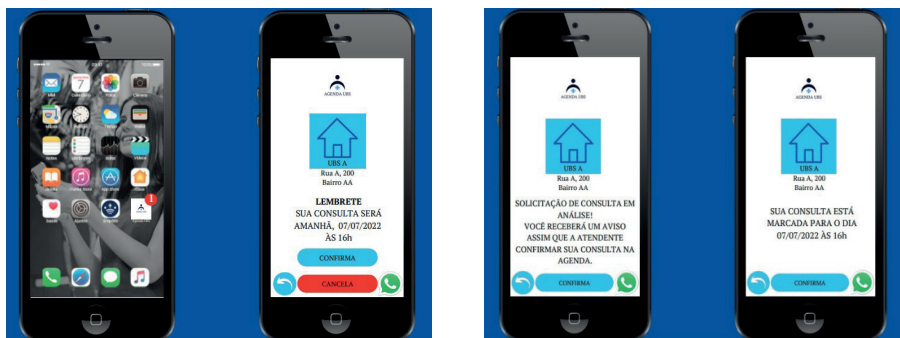 7
1
AGENDA UBS
UBS A
Rua A, 200
Bairro AA
LEMBRETE
SUA CONSULTA SERÁ
AMANHÃ, 07/07/2022
ÀS 16h
CONFIRMA
CANCELA
AGENDA UBS
UBS A
Rua A, 200
Bairro AA
SOLICITAÇÃO DE CONSULTA EM
ANÁLISE!
VOCÊ RECEBERÁ UM AVISO
ASSIM QUE A ATENDENTE
CONFIRMAR SUA CONSULTA NA
AGENDA.
CONFIRMA
AGENDA UBS
UBS A
Rua A, 200
Bairro AA
SUA CONSULTA ESTÁ
MARCADA PARA O DIA
07/07/2022 ÀS 16h
CONFIRMA